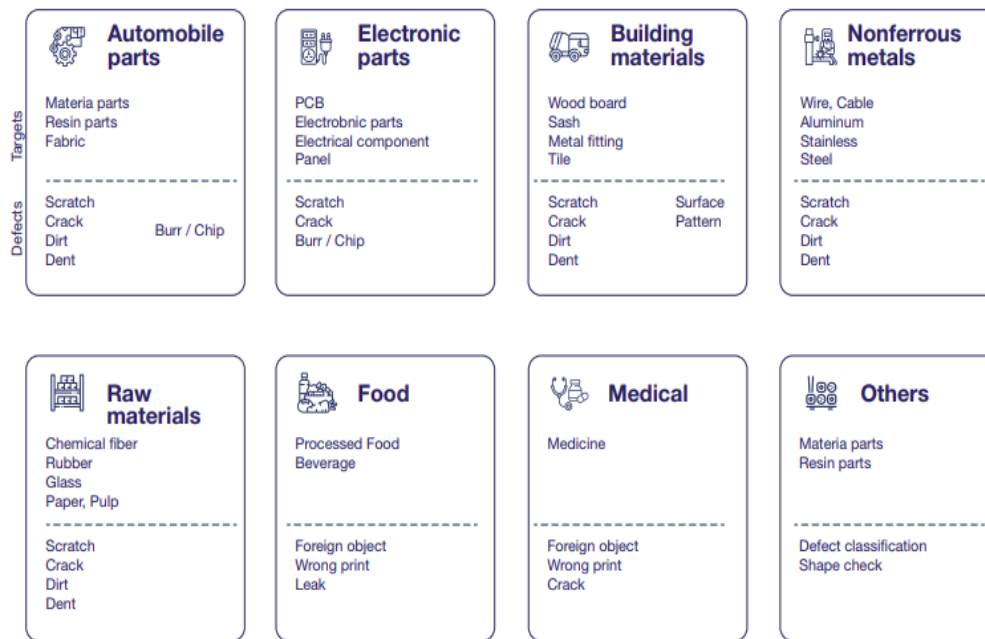 Automobile
parts
Targets
Materia parts
Resin parts
Fabric
Defects
Scratch
Crack
Dirt
Dent
Burr / Chip
Electronic
parts
PCB
Electrobnic parts
Electrical component
Panel
Scratch
Crack
Burr / Chip
Building
materials
Wood board
Sash
Metal fitting
Tile
Scratch
Crack
Dirt
Dent
Surface
Pattern
Nonferrous
metals
Wire, Cable
Aluminum
Stainless
Steel
Scratch
Crack
Dirt
Dent
Raw
materials
Chemical fiber
Rubber
Glass
Paper, Pulp
Scratch
Crack
Dirt
Dent
Food
Processed Food
Beverage
Foreign object
Wrong print
Leak
Medical
Medicine
Foreign object
Wrong print
Crack
Others
Materia parts
Resin parts
Defect classification
Shape check